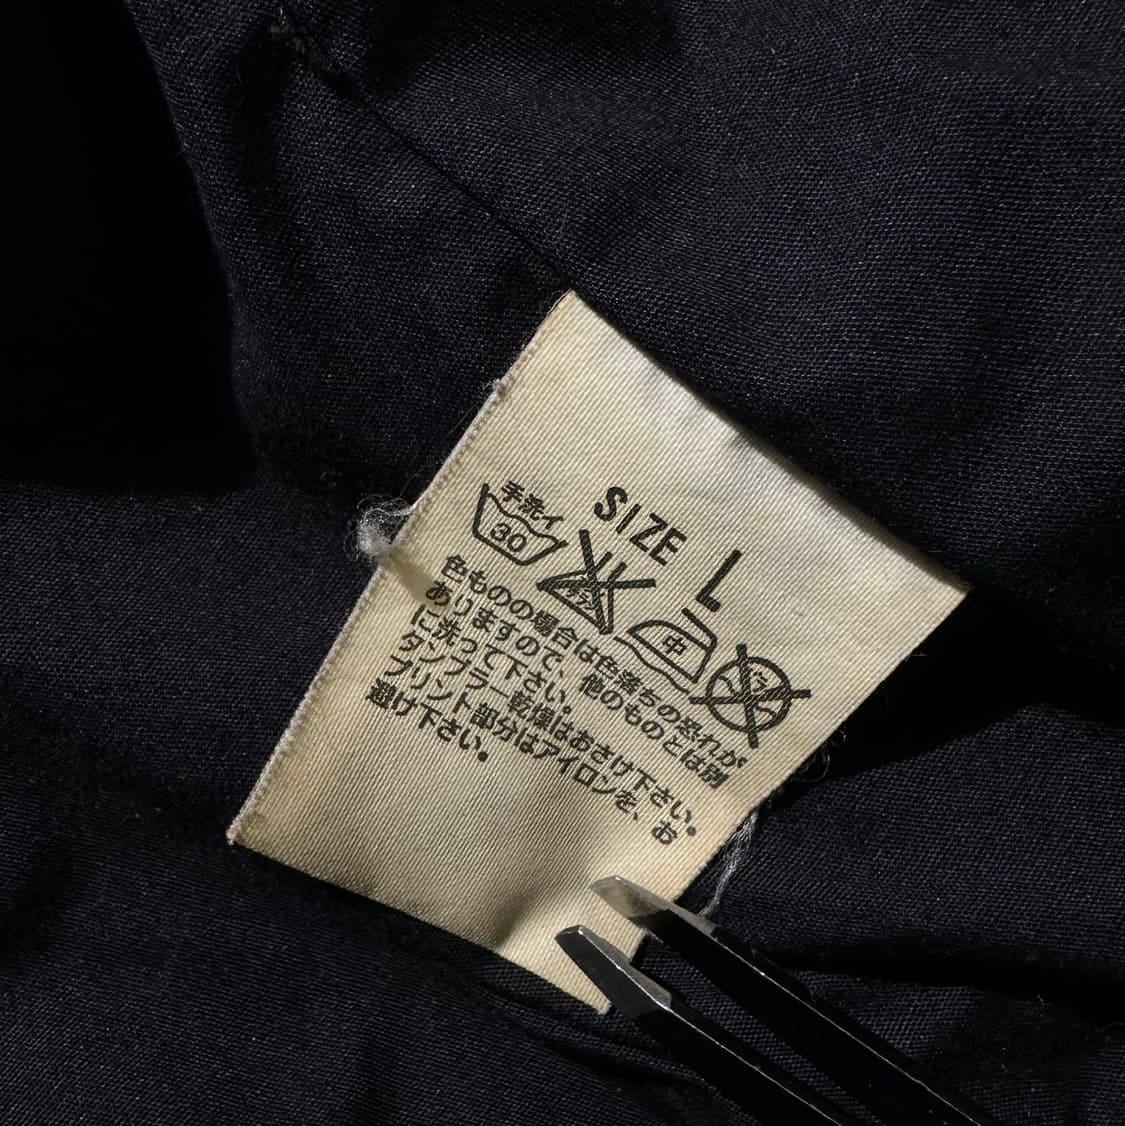 SIZE L
手洗イ
30
中
色ものの場合は色落ちの恐れが
ありますので、他のものとは別
に洗って下さい。
タンブラー乾燥はおさけ下さい。
プリント部分はアイロンを、お
避け下さい。